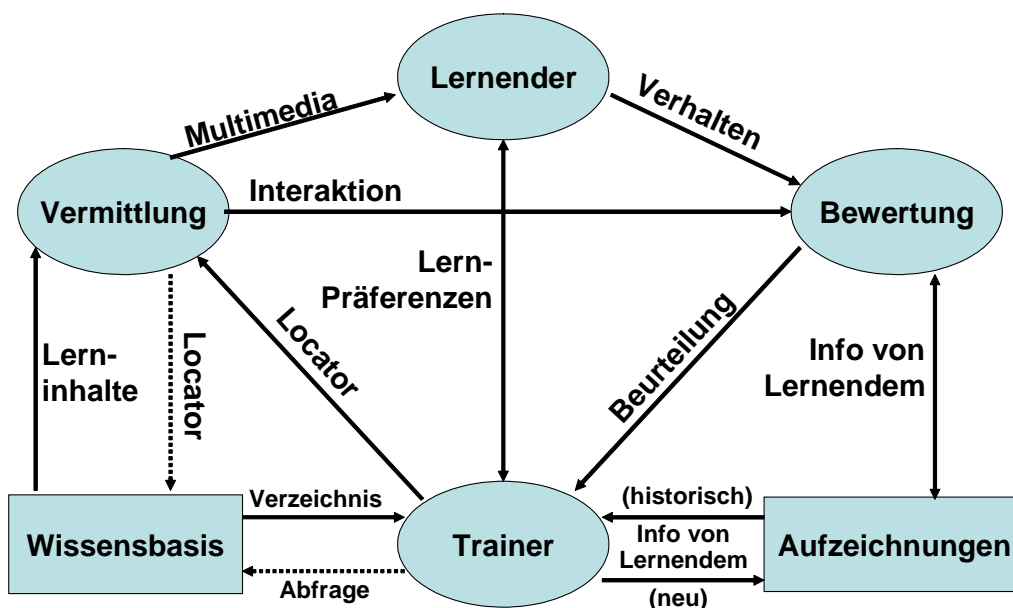 Lernender
Multimedia
Verhalten
Vermittlung
Interaktion
Bewertung
Lern-
Präferenzen
Lern-
inhalte
Locator
Locator
Beurteilung
Info von
Lernendem
Wissensbasis
Verzeichnis
Abfrage
Trainer
(historisch)
Info von
Lernendem
(neu)
Aufzeichnungen